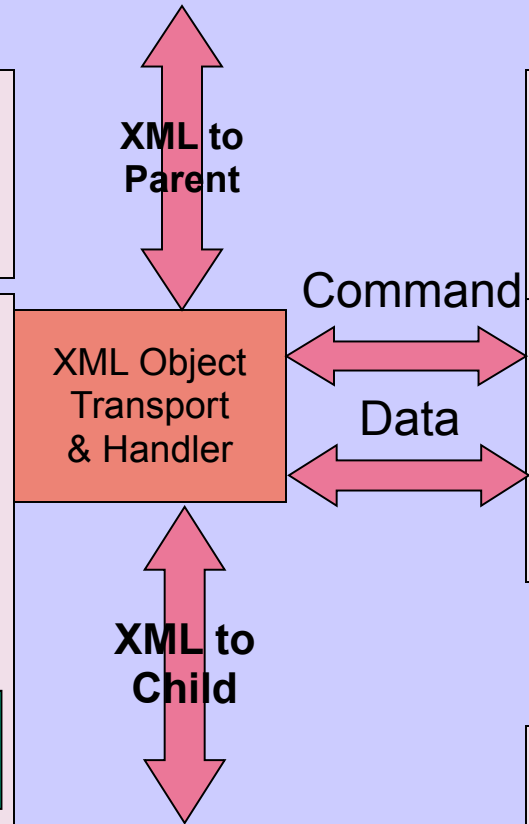 XML to
Parent
Command
XML Object
Transport
& Handler
Data
XML to
Child